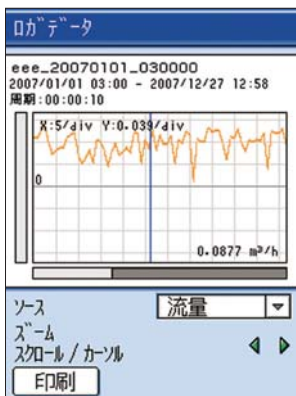 ロガデータ
eee_20070101_030000
2007/01/01 03:00 - 2007/12/27 12:58
周期:00:00:10
X:5/div Y:0.039/div
0
0.0877 m³/h
ソース
流量
ズーム
スクロール / カーソル
印刷